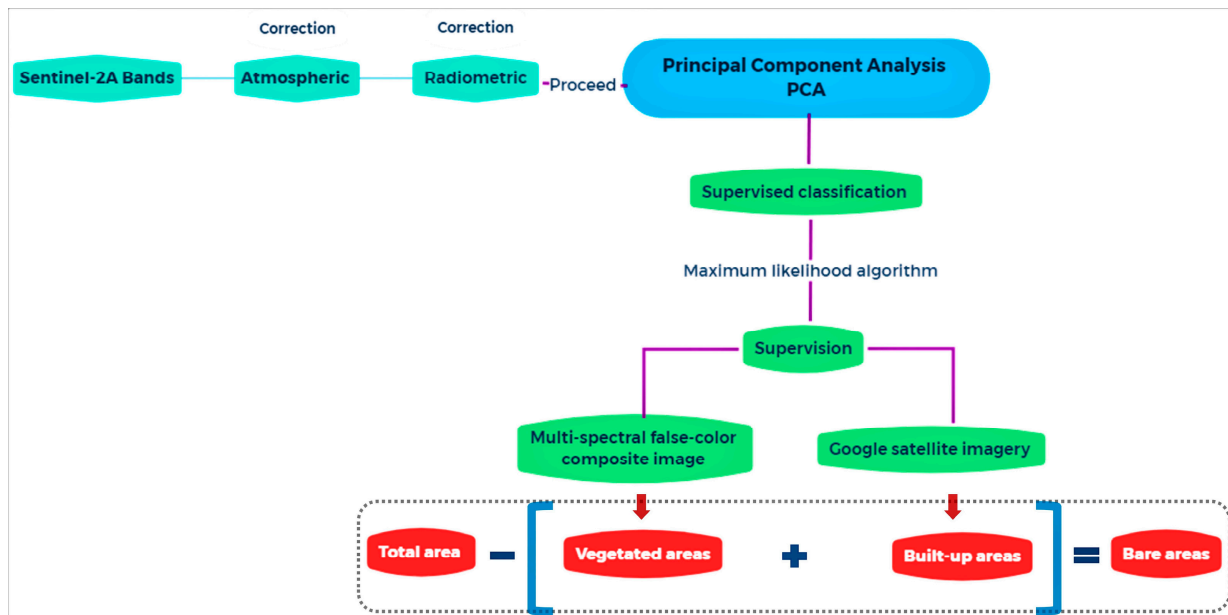 Correction
Correction
Sentinel-2A Bands
Atmospheric
Radiometric
Proceed
Principal Component Analysis
PCA
Supervised classification
Maximum likelihood algorithm
Supervision
Multi-spectral false-color
composite image
Google satellite imagery
Total area
–
[
Vegetated areas
+
Built-up areas
]
=
Bare areas